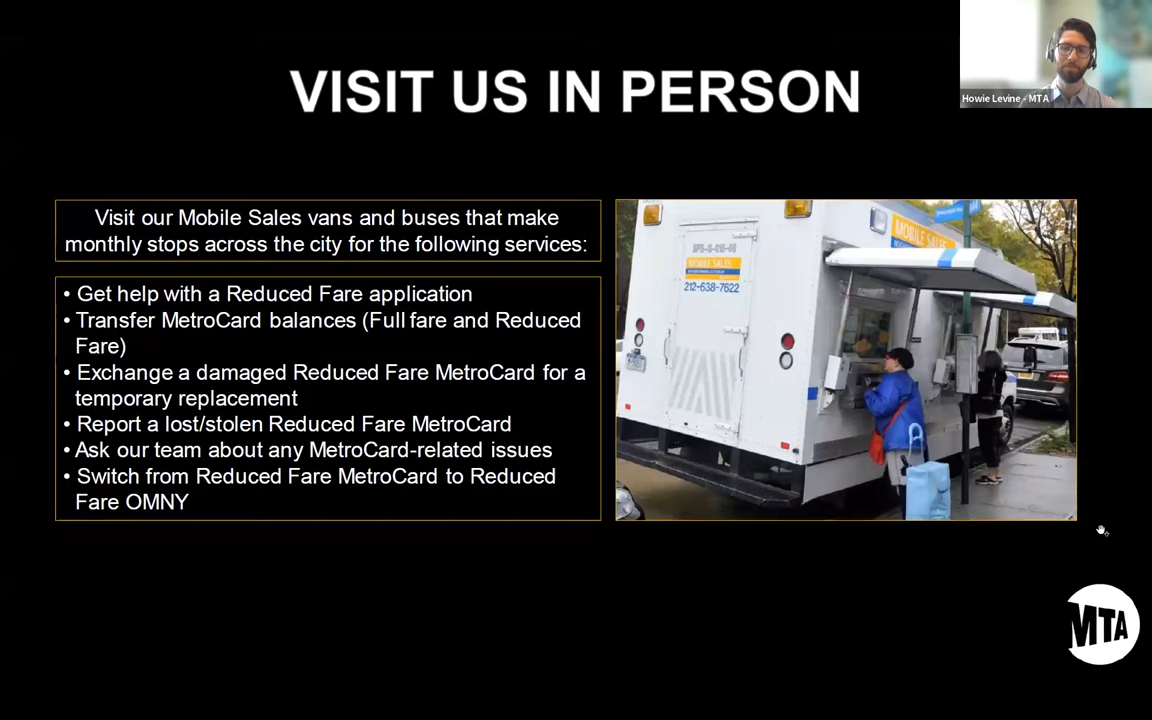 VISIT US IN PERSON
Howie Levine - MTA
Visit our Mobile Sales vans and buses that make
monthly stops across the city for the following services:
• Get help with a Reduced Fare application
• Transfer MetroCard balances (Full fare and Reduced
Fare)
• Exchange a damaged Reduced Fare MetroCard for a
temporary replacement
• Report a lost/stolen Reduced Fare MetroCard
• Ask our team about any MetroCard-related issues
• Switch from Reduced Fare MetroCard to Reduced
Fare OMNY
MOBILE SALES
212-638-7622
MOBILE SALES
MTA